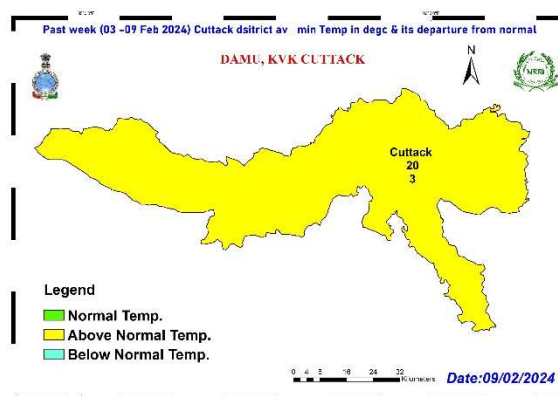 Past week (03 -09 Feb 2024) Cuttack dsitrict av min Temp in degc & its departure from normal
DAMU, KVK CUTTACK
N
NRRI
Cuttack
20
3
Legend
Normal Temp.
Above Normal Temp.
Below Normal Temp.
0 4 8 16 24 32
Kilometers
Date:09/02/2024